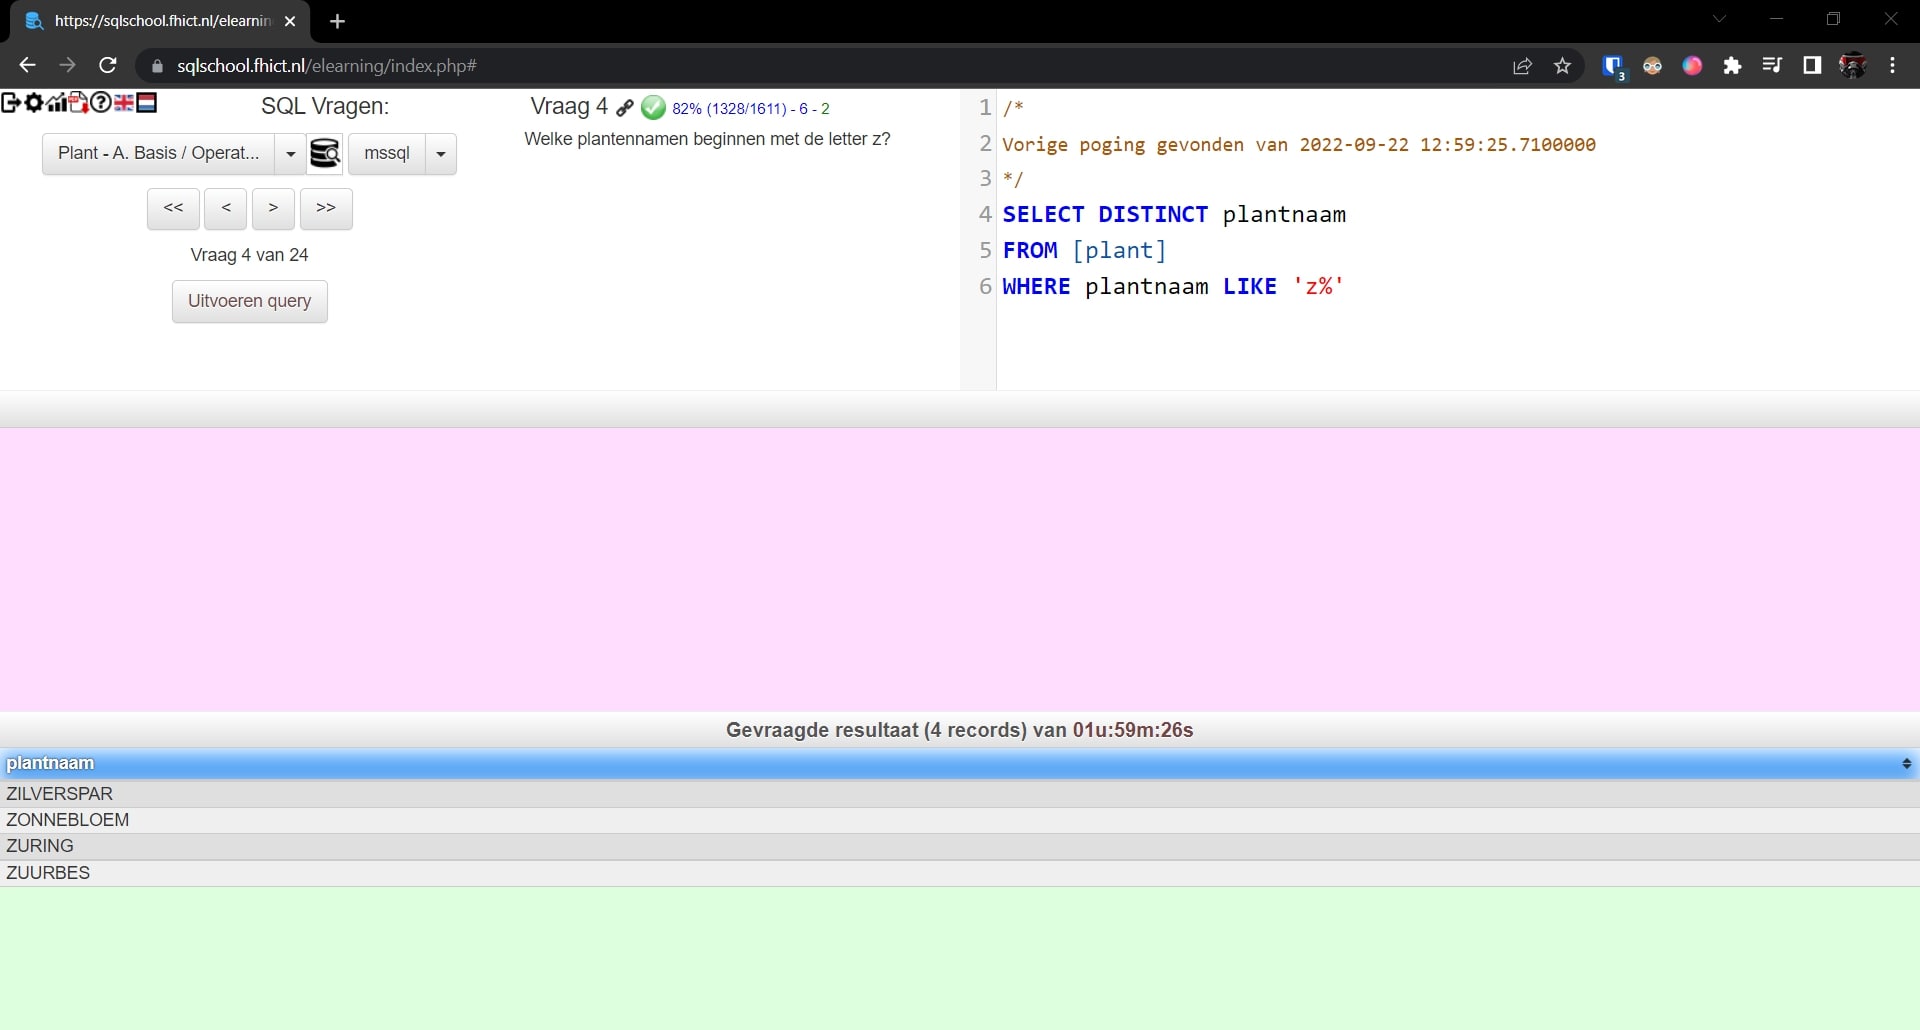 https://sqlschool.fhict.nl/elearnin
sqlschool.fhict.nl/elearning/index.php#
3
SQL Vragen:
Plant - A. Basis / Operat...
mssql
<<
<
>
>>
Vraag 4 van 24
Uitvoeren query
Vraag 4 82% (1328/1611) - 6 - 2
Welke plantennamen beginnen met de letter z?
1 /*
2 Vorige poging gevonden van 2022-09-22 12:59:25.7100000
3 */
4 SELECT DISTINCT plantnaam
5 FROM [plant]
6 WHERE plantnaam LIKE 'z%'
Gevraagde resultaat (4 records) van 01u:59m:26s
plantnaam
ZILVERSPAR
ZONNEBLOEM
ZURING
ZUURBES